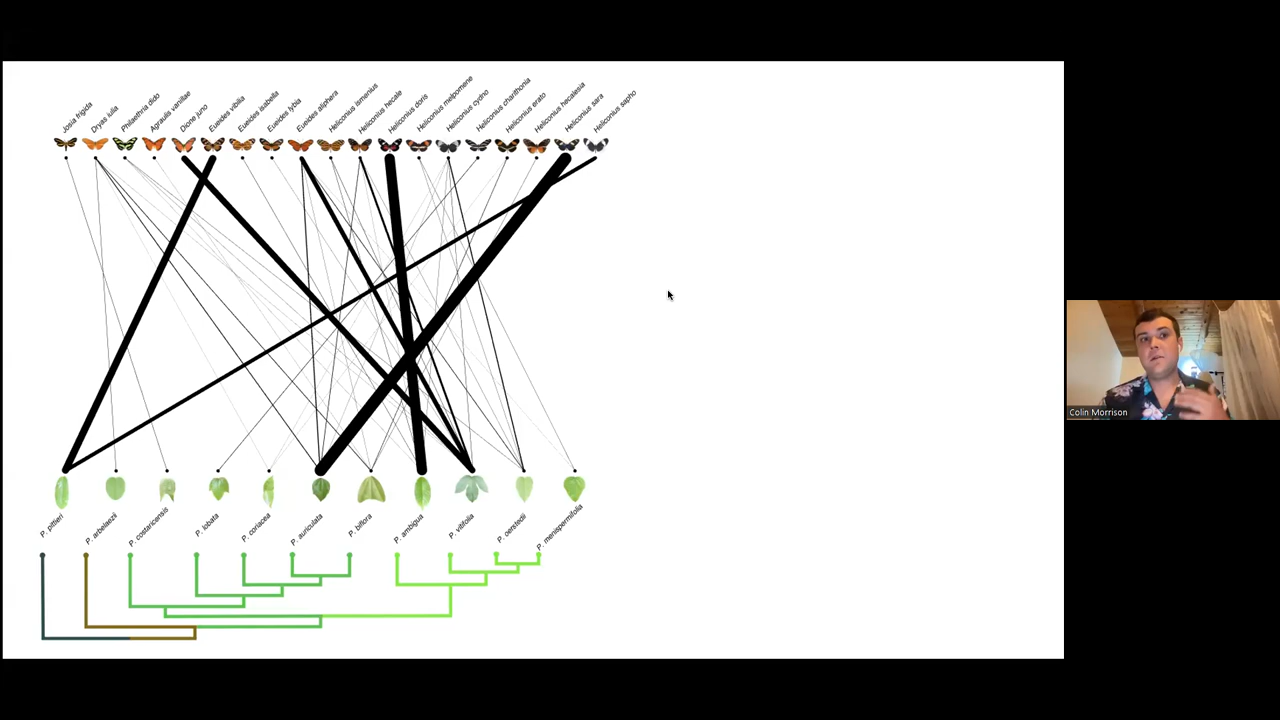 Josia frigida
Dryas iulia
Philaethria dido
Agraulis vanillae
Dione juno
Eueides vibilia
Eueides isabella
Eueides lybia
Eueides aliphera
Heliconius ismenius
Heliconius hecale
Heliconius doris
Heliconius melpomene
Heliconius cydno
Heliconius charithonia
Heliconius erato
Heliconius hecalesia
Heliconius sara
Heliconius sapho
Colin Morrison
P. pittieri
P. arbelaezii
P. costaricensis
P. lobata
P. coriacea
P. auriculata
P. biflora
P. ambigua
P. vitifolia
P. oerstedii
P. menispermifolia